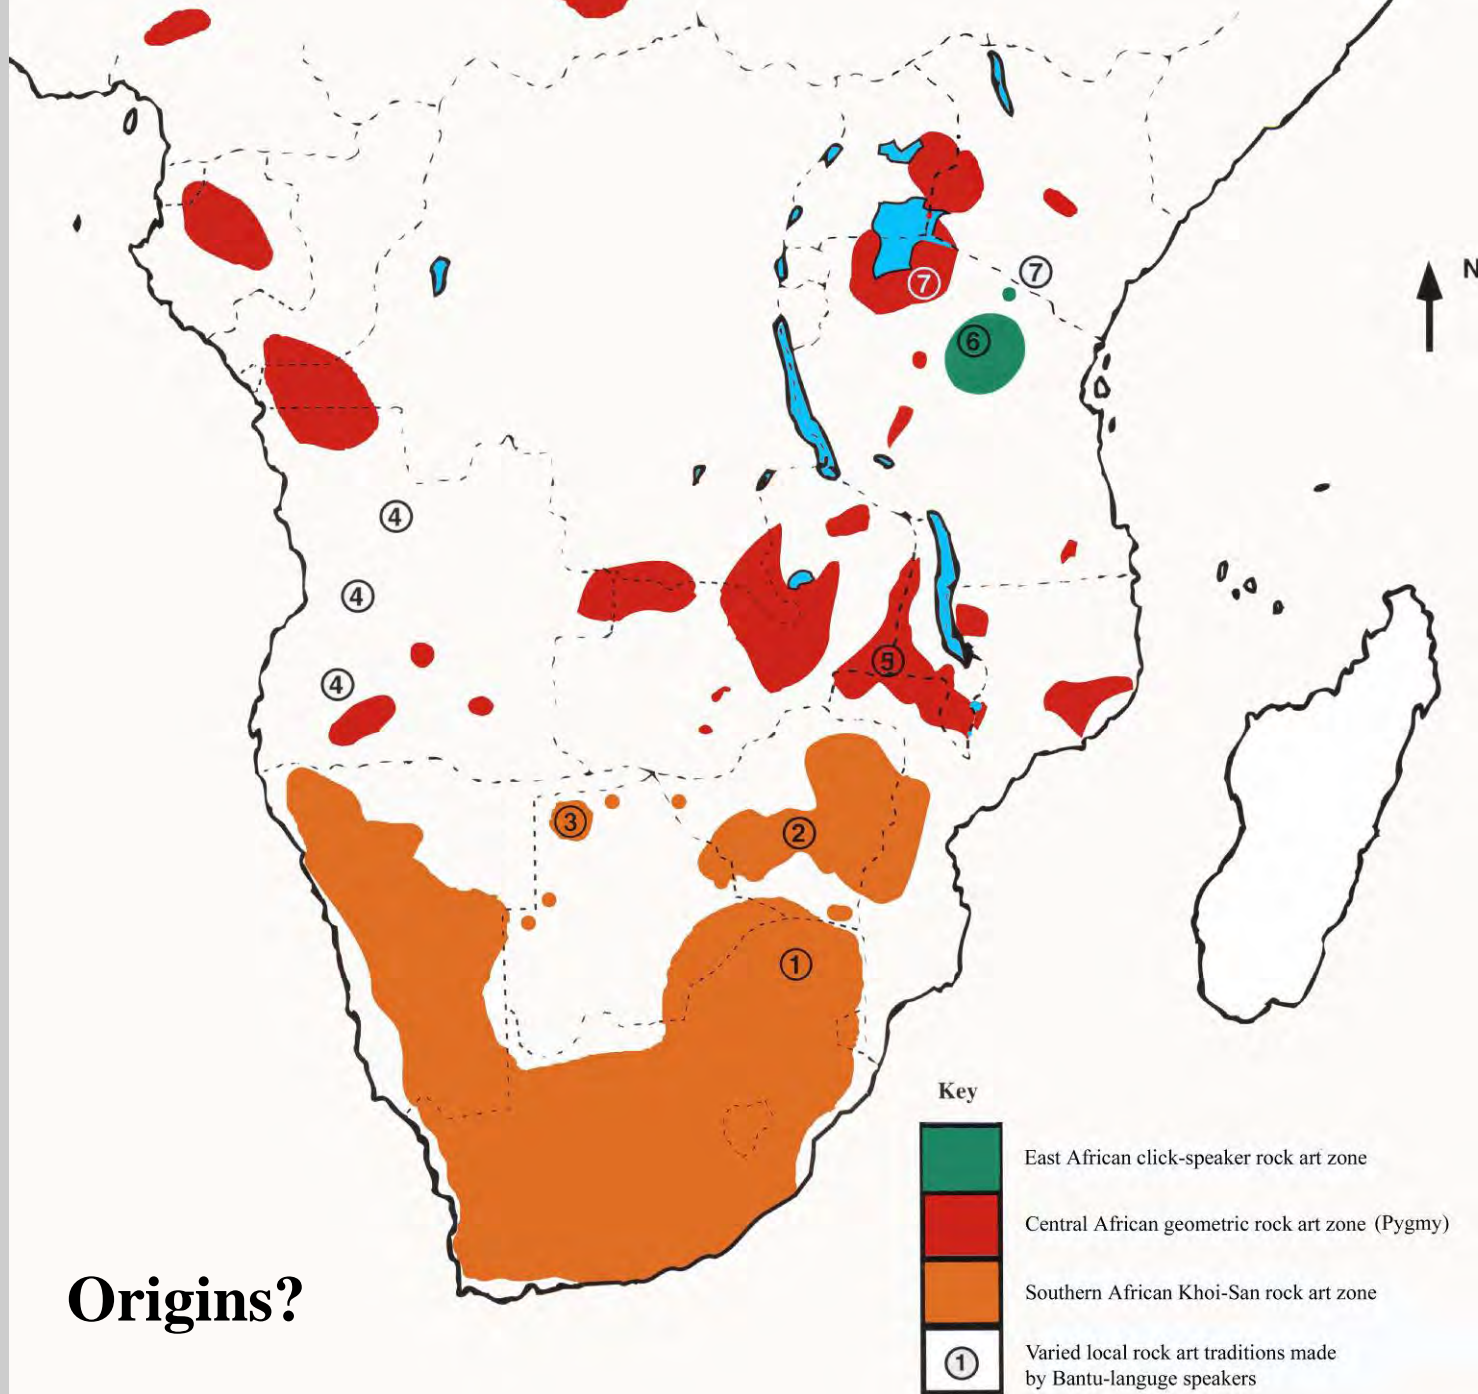 N
7
7
6
4
4
5
4
3
2
1
Key
East African click-speaker rock art zone
Central African geometric rock art zone (Pygmy)
Southern African Khoi-San rock art zone
1
Varied local rock art traditions made
by Bantu-languge speakers
Origins?